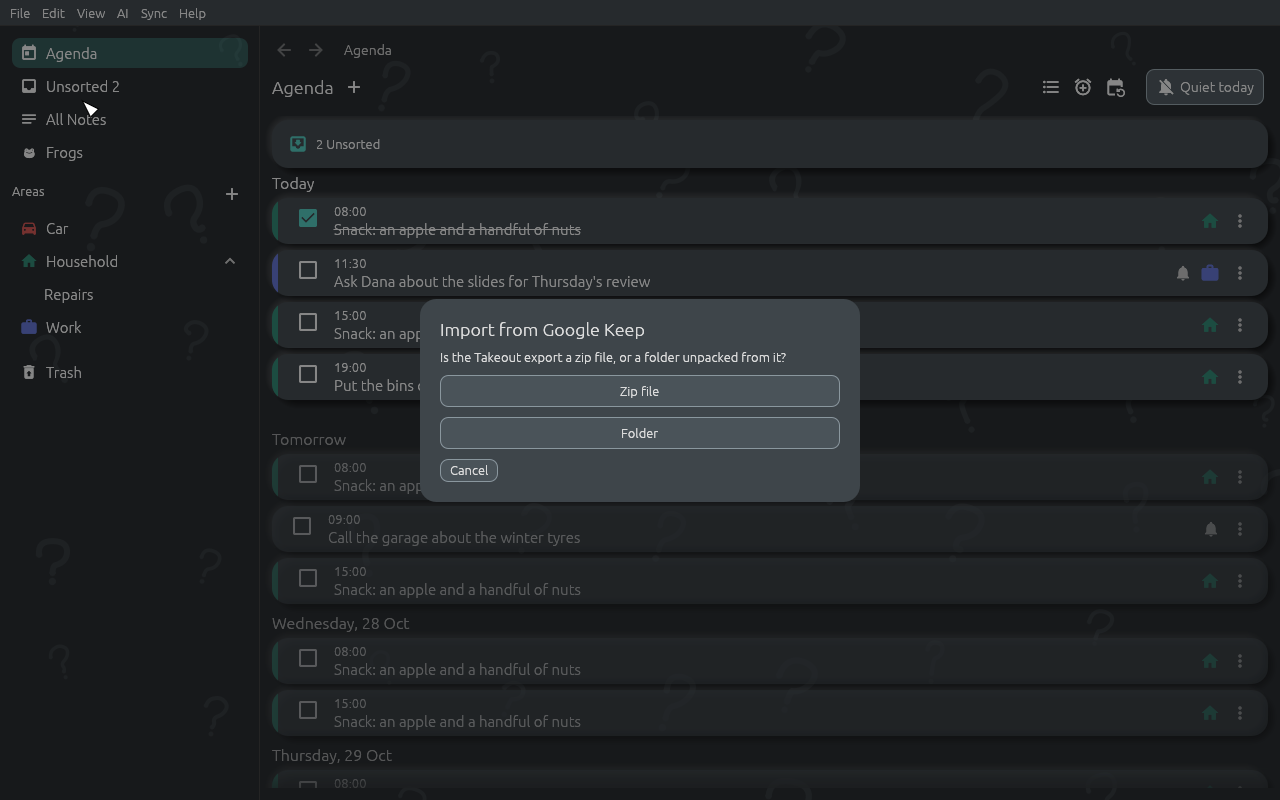 File Edit View AI Sync Help
Agenda
Unsorted 2
All Notes
Frogs
Areas
Car
Household
Repairs
Work
Trash
Agenda
Agenda
Quiet today
2 Unsorted
Today
08:00
Snack: an apple and a handful of nuts
11:30
Ask Dana about the slides for Thursday's review
15:00
Snack: an app
19:00
Put the bins
Import from Google Keep
Is the Takeout export a zip file, or a folder unpacked from it?
Zip file
Folder
Cancel
Tomorrow
08:00
Snack: an app
09:00
Call the garage about the winter tyres
15:00
Snack: an apple and a handful of nuts
Wednesday, 28 Oct
08:00
Snack: an apple and a handful of nuts
15:00
Snack: an apple and a handful of nuts
Thursday, 29 Oct
08:00